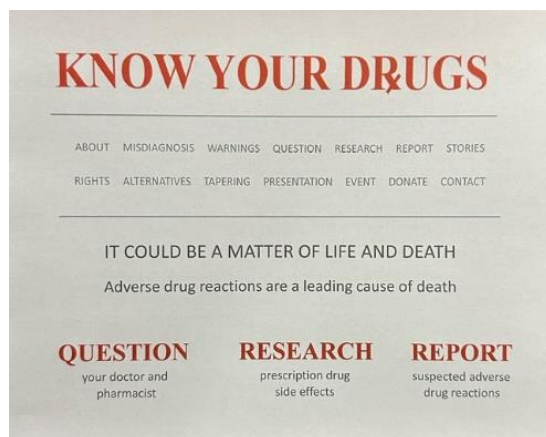 KNOW YOUR DRUGS
ABOUT MISDIAGNOSIS WARNINGS QUESTION RESEARCH REPORT STORIES
RIGHTS ALTERNATIVES TAPERING PRESENTATION EVENT DONATE CONTACT
IT COULD BE A MATTER OF LIFE AND DEATH
Adverse drug reactions are a leading cause of death
QUESTION RESEARCH REPORT
your doctor and prescription drug suspected adverse
pharmacist side effects drug reactions